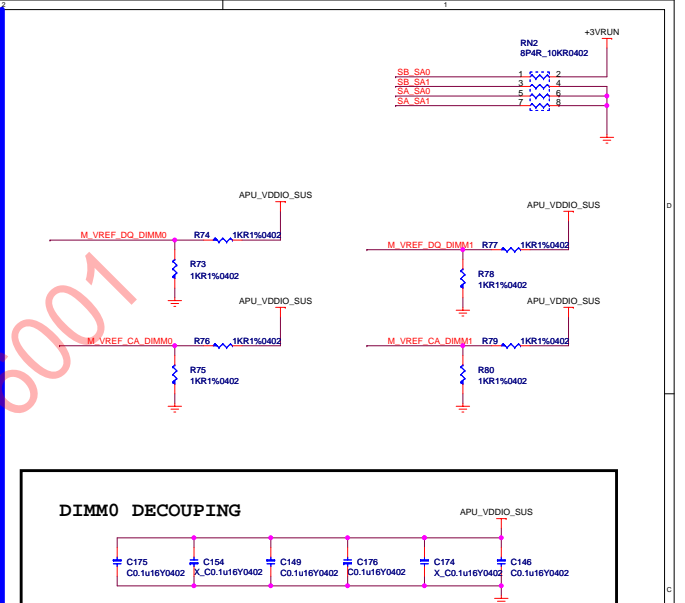 2
1
+3VRUN
RN2
8P4R_10KR0402
SB_SA0 1 2
SB_SA1 3 4
SA_SA0 5 6
SA_SA1 7 8
D
APU_VDDIO_SUS
APU_VDDIO_SUS
M_VREF_DQ_DIMM0 R74 1KR1%0402
M_VREF_DQ_DIMM1 R77 1KR1%0402
R73
1KR1%0402
R78
1KR1%0402
APU_VDDIO_SUS
APU_VDDIO_SUS
M_VREF_CA_DIMM0 R76 1KR1%0402
M_VREF_CA_DIMM1 R79 1KR1%0402
R75
1KR1%0402
R80
1KR1%0402
6001
DIMM0 DECOUPING
APU_VDDIO_SUS
C175 C154 C149 C176 C174 C146
C0.1u16Y0402 X_C0.1u16Y0402 C0.1u16Y0402 C0.1u16Y0402 X_C0.1u16Y0402 C0.1u16Y0402
C